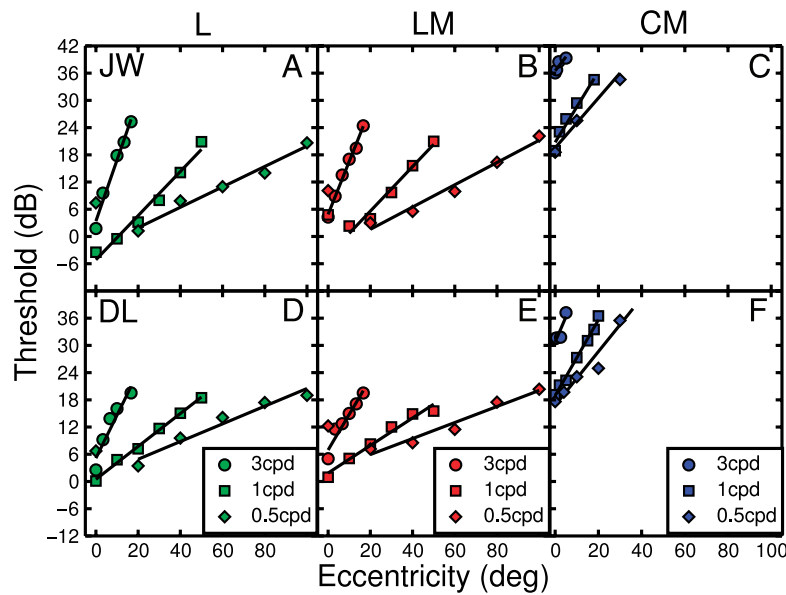 L LM CM
JW A B C
42
36
30
24
18
12
6
0
−6
Threshold (dB)
DL D E F
36
30
24
18
12
6
0
−6
−12
3cpd
1cpd
0.5cpd
3cpd
1cpd
0.5cpd
3cpd
1cpd
0.5cpd
0 20 40 60 80 0 20 40 60 80 0 20 40 60 80 100
Eccentricity (deg)